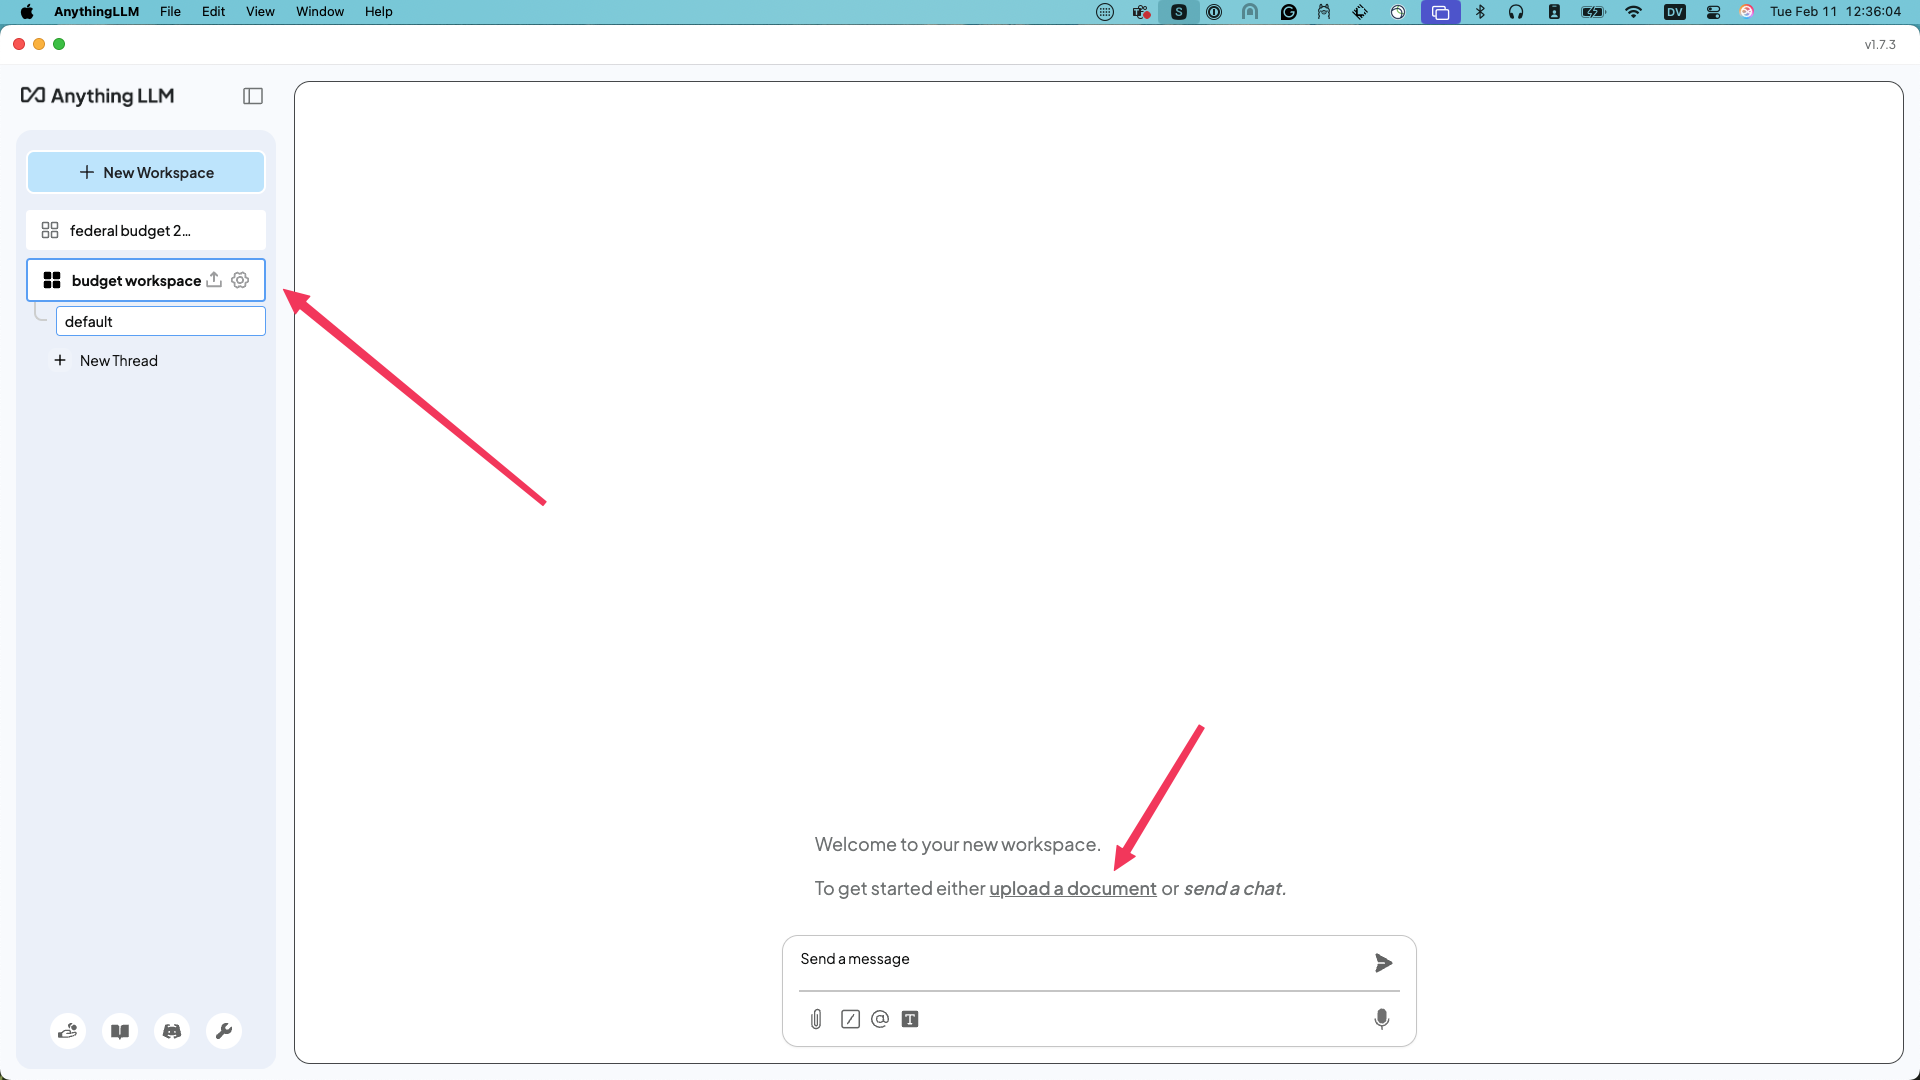 AnythingLLM File Edit View Window Help
S
DV
Tue Feb 11 12:36:04
v1.7.3
Anything LLM
New Workspace
federal budget 2...
budget workspace
default
New Thread
Welcome to your new workspace.
To get started either upload a document or send a chat.
Send a message
T